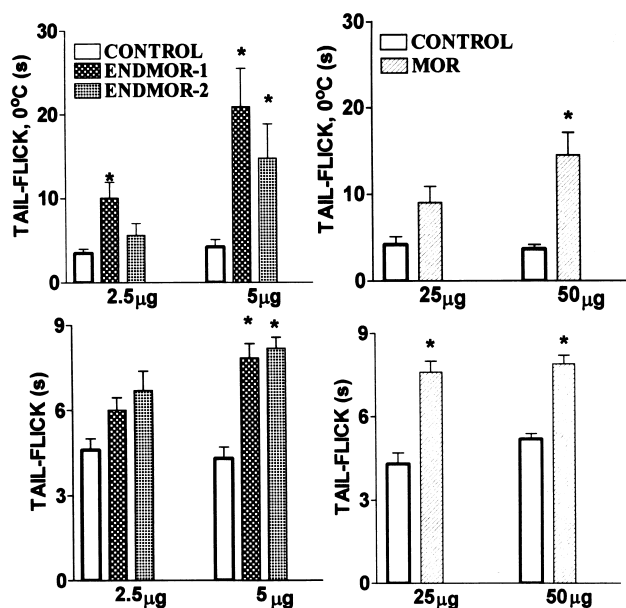 TAIL-FLICK, 0°C (s)
30
20
10
0
CONTROL
ENDMOR-1
ENDMOR-2
*
*
*
2.5µg
5µg
TAIL-FLICK, 0°C (s)
30
20
10
0
CONTROL
MOR
*
25µg
50µg
TAIL-FLICK (s)
9
6
3
0
*
*
2.5µg
5µg
TAIL-FLICK (s)
9
6
3
0
*
*
25µg
50µg